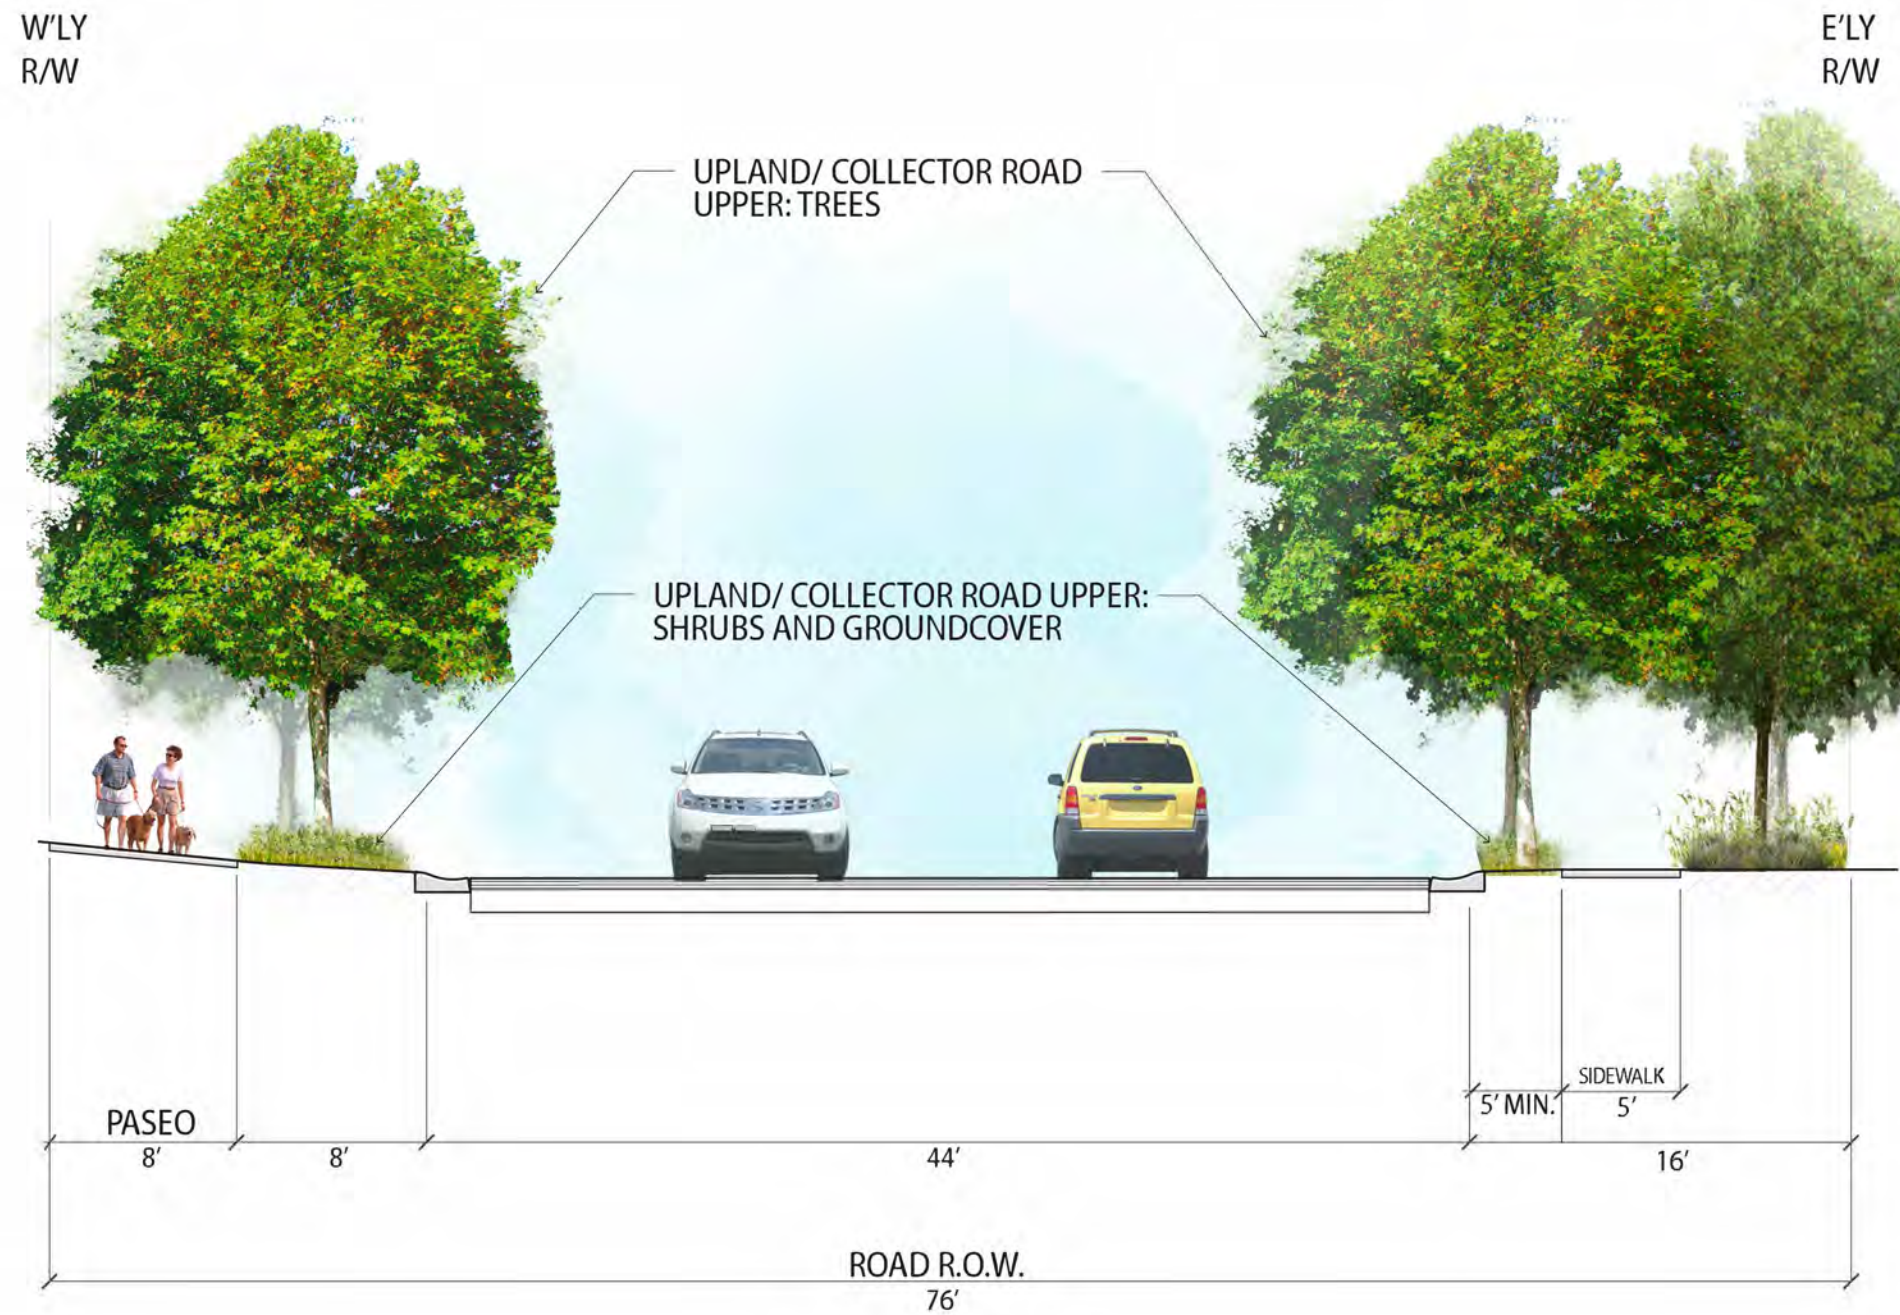 W'LY
R/W
E'LY
R/W
UPLAND/ COLLECTOR ROAD
UPPER: TREES
UPLAND/ COLLECTOR ROAD UPPER:
SHRUBS AND GROUNDCOVER
SIDEWALK
5' MIN.
5'
PASEO
8'
8'
44'
16'
ROAD R.O.W.
76'